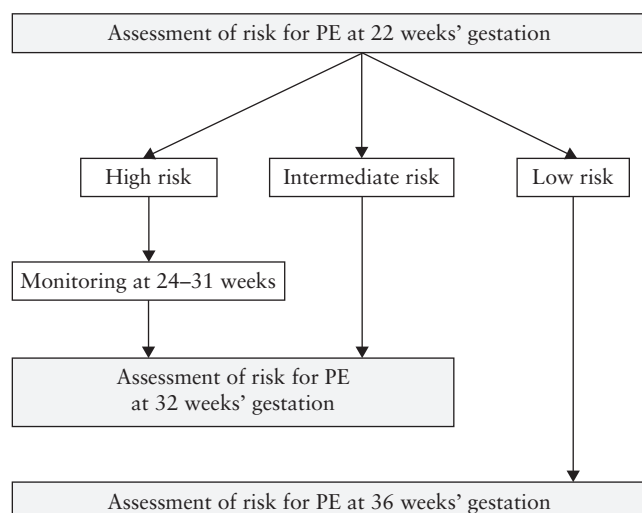 Assessment of risk for PE at 22 weeks’ gestation
High risk
Intermediate risk
Low risk
Monitoring at 24–31 weeks
Assessment of risk for PE
at 32 weeks’ gestation
Assessment of risk for PE at 36 weeks’ gestation